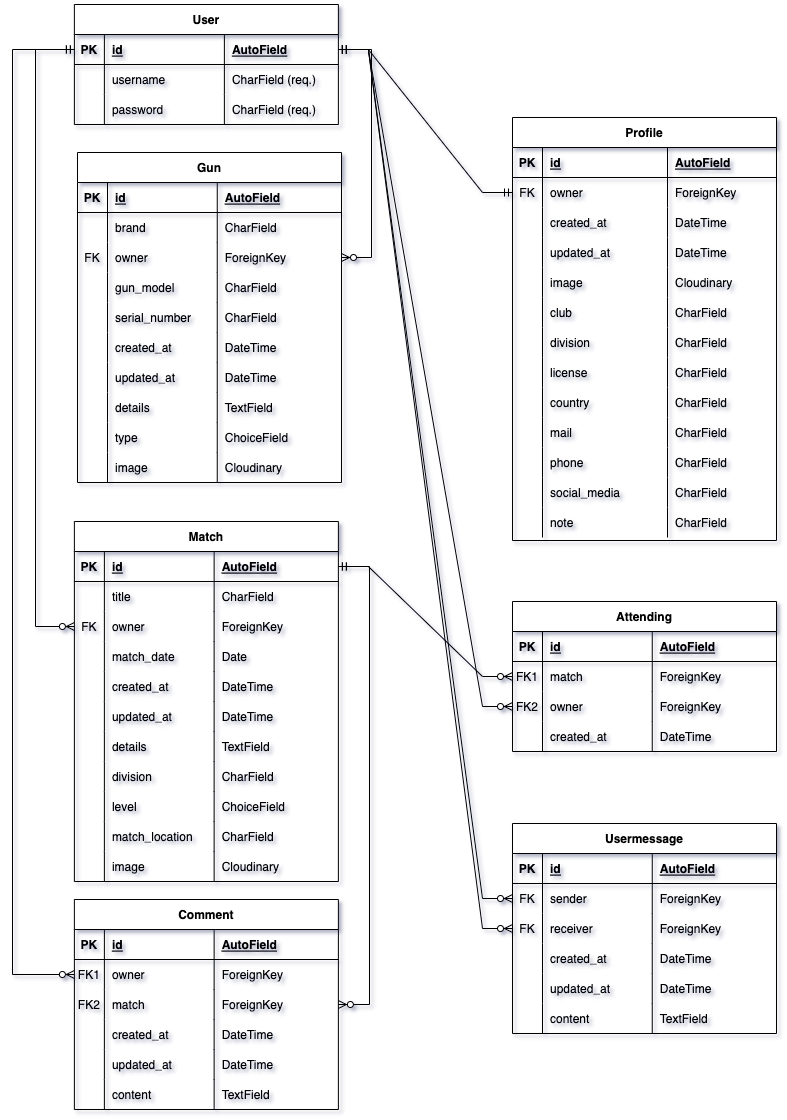 User
PK id AutoField
username CharField (req.)
password CharField (req.)
Gun
PK id AutoField
brand CharField
FK owner ForeignKey
gun_model CharField
serial_number CharField
created_at DateTime
updated_at DateTime
details TextField
type ChoiceField
image Cloudinary
Match
PK id AutoField
title CharField
FK owner ForeignKey
match_date Date
created_at DateTime
updated_at DateTime
details TextField
division CharField
level ChoiceField
match_location CharField
image Cloudinary
Comment
PK id AutoField
FK1 owner ForeignKey
FK2 match ForeignKey
created_at DateTime
updated_at DateTime
content TextField
Profile
PK id AutoField
FK owner ForeignKey
created_at DateTime
updated_at DateTime
image Cloudinary
club CharField
division CharField
license CharField
country CharField
mail CharField
phone CharField
social_media CharField
note CharField
Attending
PK id AutoField
FK1 match ForeignKey
FK2 owner ForeignKey
created_at DateTime
Usermessage
PK id AutoField
FK sender ForeignKey
FK receiver ForeignKey
created_at DateTime
updated_at DateTime
content TextField